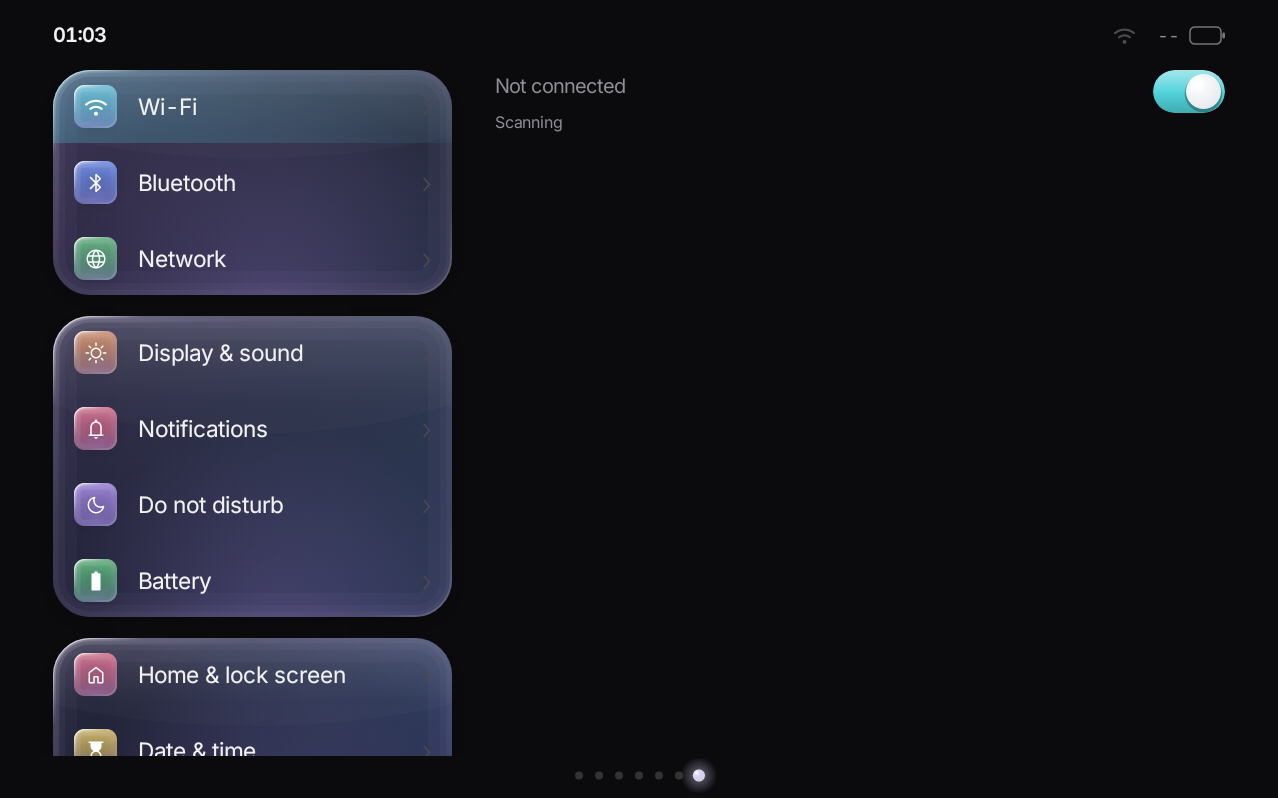 01:03
--
Wi-Fi
Bluetooth
Network
Display & sound
Notifications
Do not disturb
Battery
Home & lock screen
Date & time
Not connected
Scanning